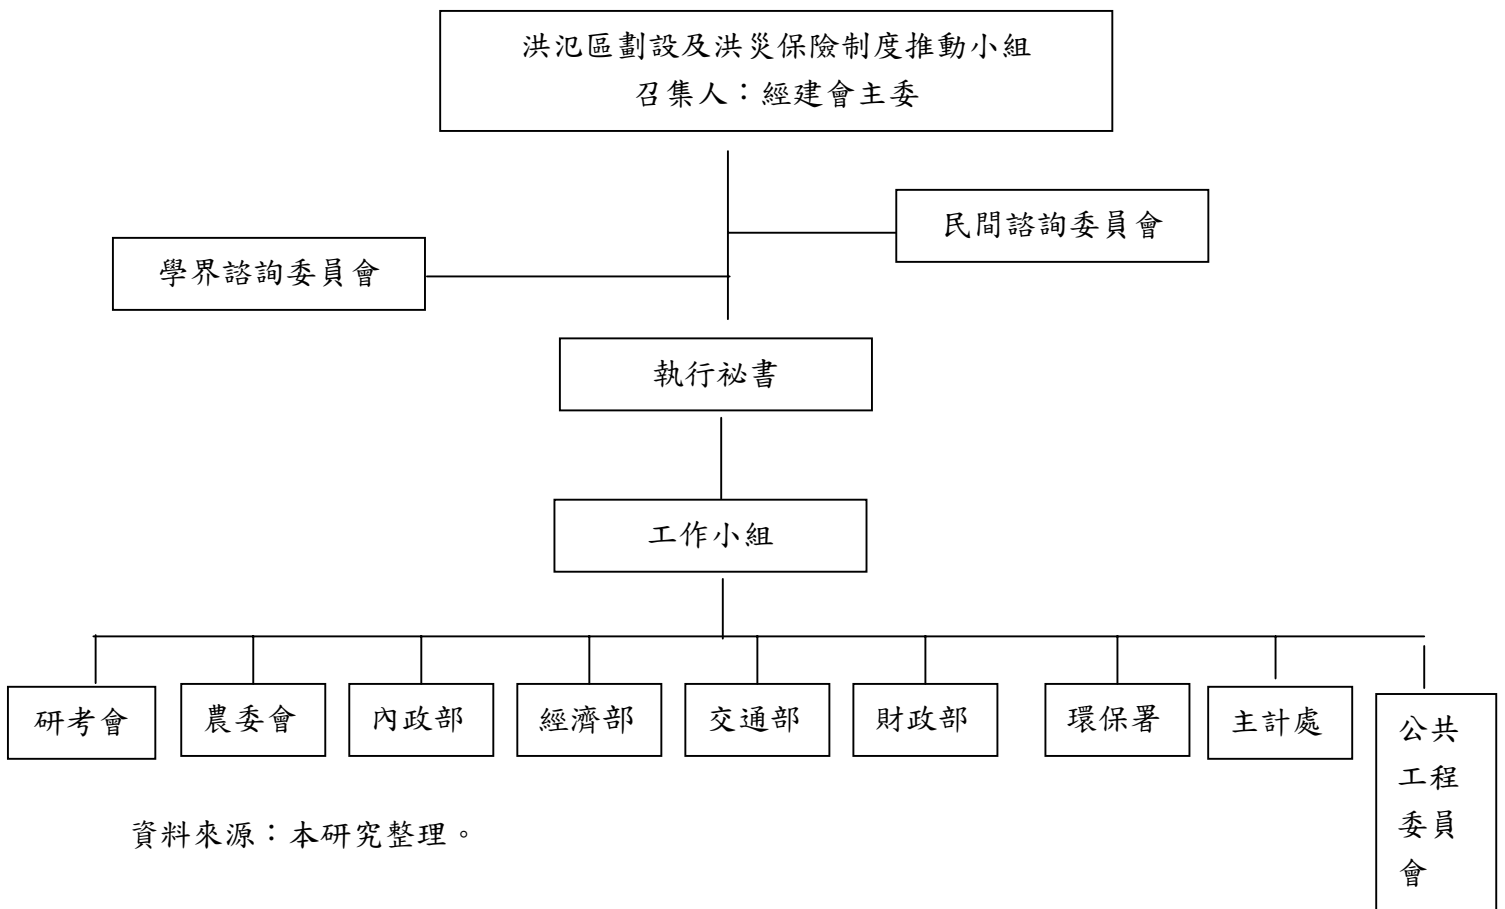 洪氾區劃設及洪災保險制度推動小組
召集人：經建會主委
民間諮詢委員會
學界諮詢委員會
執行祕書
工作小組
研考會
農委會
內政部
經濟部
交通部
財政部
環保署
主計處
公共
工程
委員
會
資料來源：本研究整理。